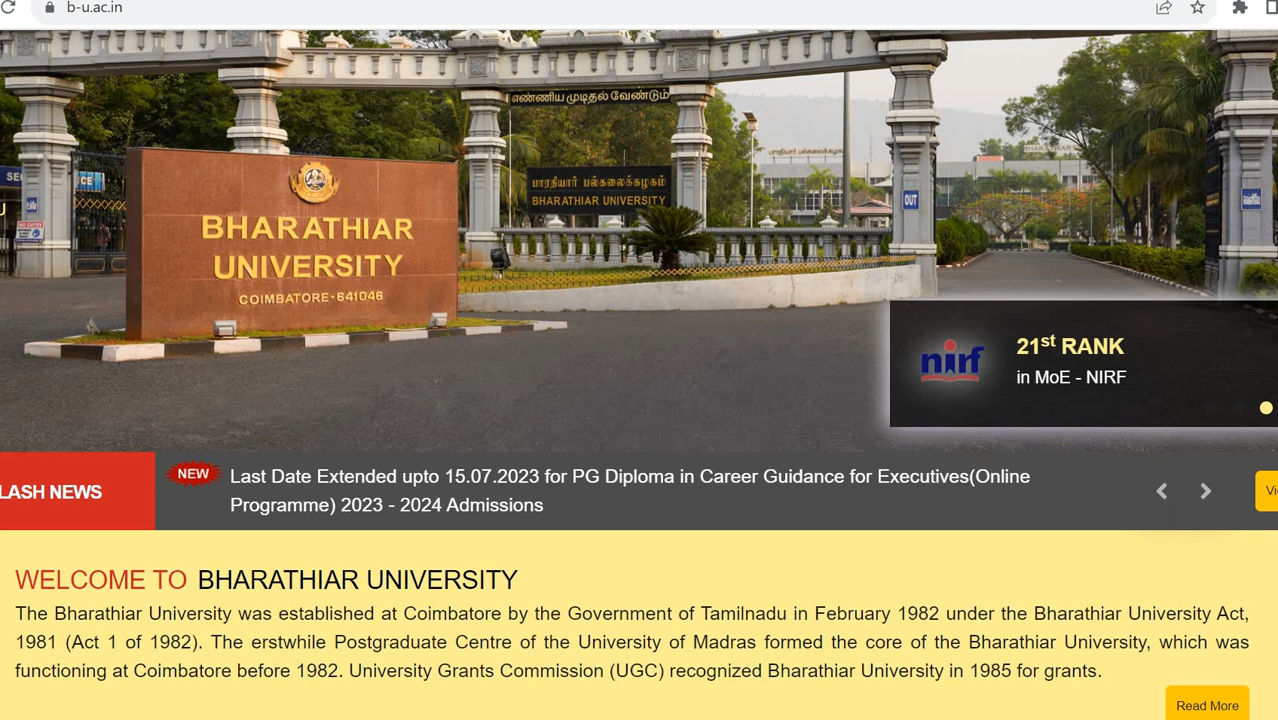 b-u.ac.in
எண்ணிய முடிதல் வேண்டும்
பாரதியார் பல்கலைக்கழகம்
BHARATHIAR UNIVERSITY
BHARATHIAR
UNIVERSITY
COIMBATORE-641046
OUT
21st RANK
nirf
in MoE - NIRF
LASH NEWS
NEW
Last Date Extended upto 15.07.2023 for PG Diploma in Career Guidance for Executives(Online
Programme) 2023 - 2024 Admissions
WELCOME TO BHARATHIAR UNIVERSITY
The Bharathiar University was established at Coimbatore by the Government of Tamilnadu in February 1982 under the Bharathiar University Act,
1981 (Act 1 of 1982). The erstwhile Postgraduate Centre of the University of Madras formed the core of the Bharathiar University, which was
functioning at Coimbatore before 1982. University Grants Commission (UGC) recognized Bharathiar University in 1985 for grants.
Read More